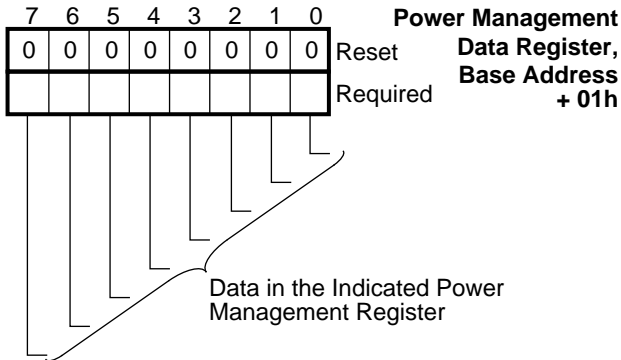 7 6 5 4 3 2 1 0
0 0 0 0 0 0 0 0 Reset
Required
Power Management
Data Register,
Base Address
+ 01h
Data in the Indicated Power
Management Register